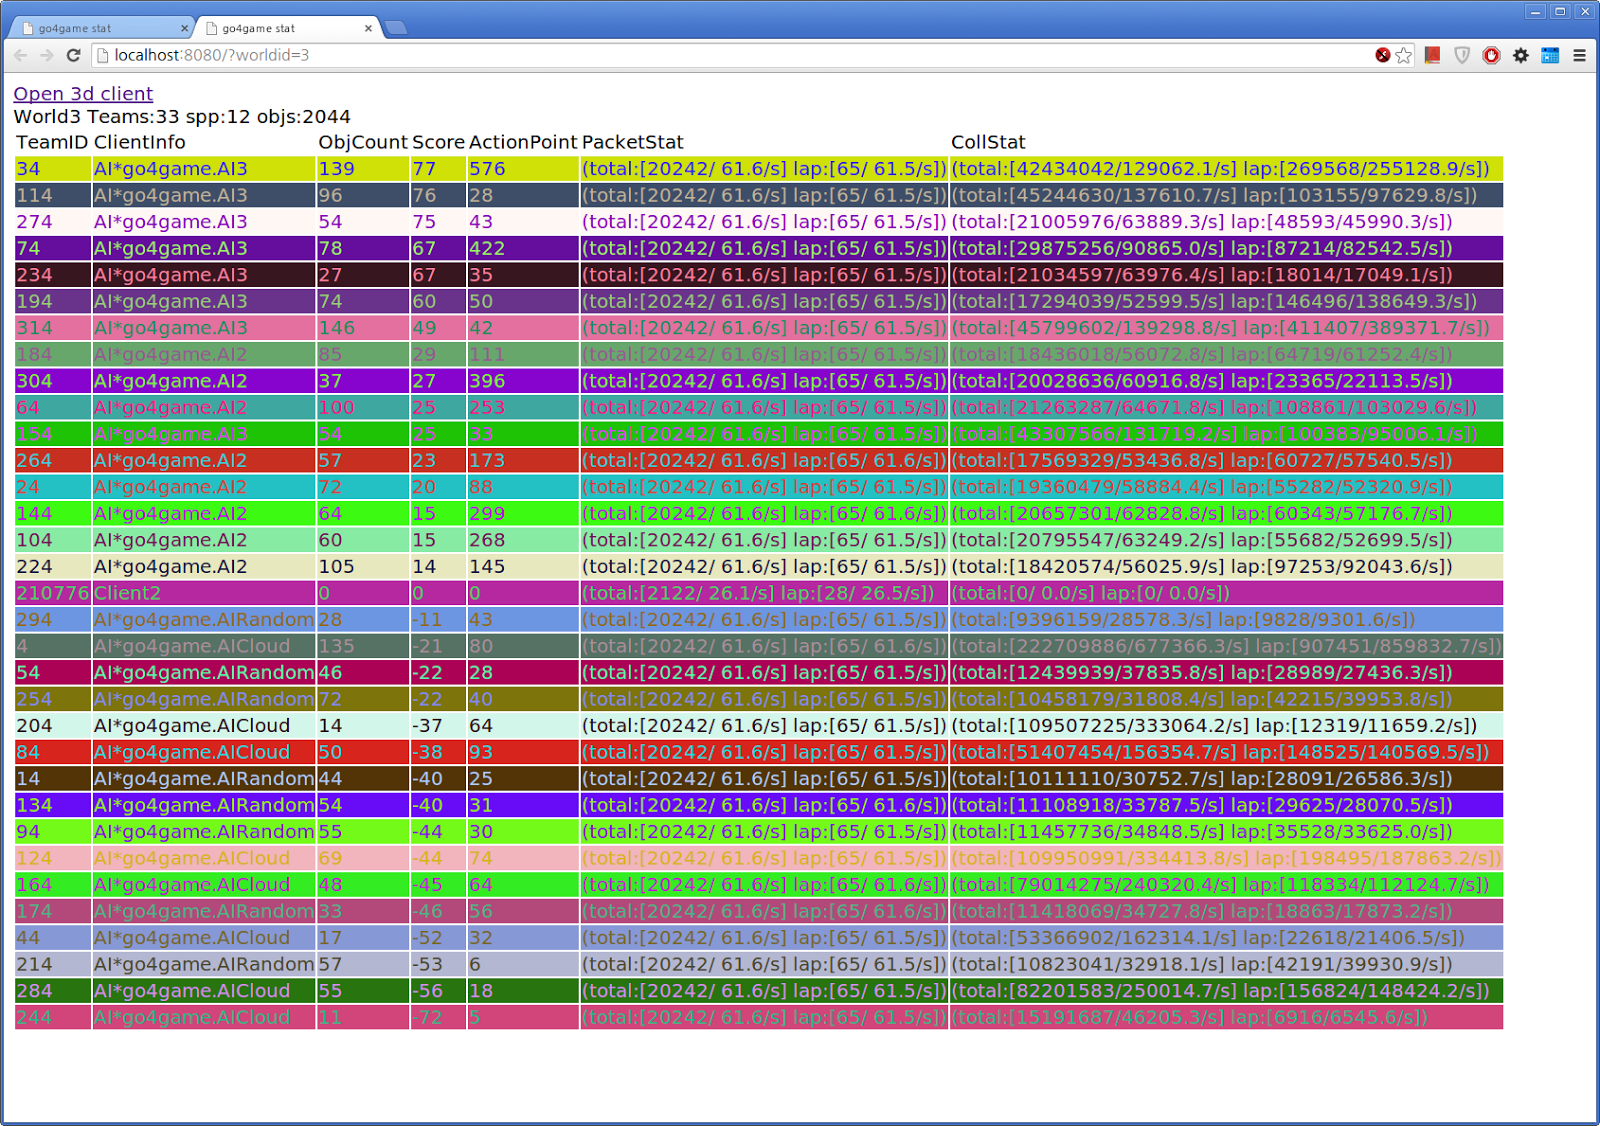 go4game stat
go4game stat
localhost:8080/?worldid=3
Open 3d client
World3 Teams:33 spp:12 objs:2044
TeamID ClientInfo ObjCount Score ActionPoint PacketStat CollStat
34 AI*go4game.AI3 139 77 576 (total:[20242/ 61.6/s] lap:[65/ 61.5/s]) (total:[42434042/129062.1/s] lap:[269568/255128.9/s])
114 AI*go4game.AI3 96 76 28 (total:[20242/ 61.6/s] lap:[65/ 61.5/s]) (total:[45244630/137610.7/s] lap:[103155/97629.8/s])
274 AI*go4game.AI3 54 75 43 (total:[20242/ 61.6/s] lap:[65/ 61.5/s]) (total:[21005976/63889.3/s] lap:[48593/45990.3/s])
74 AI*go4game.AI3 78 67 422 (total:[20242/ 61.6/s] lap:[65/ 61.5/s]) (total:[29875256/90865.0/s] lap:[87214/82542.5/s])
234 AI*go4game.AI3 27 67 35 (total:[20242/ 61.6/s] lap:[65/ 61.5/s]) (total:[21034597/63976.4/s] lap:[18014/17049.1/s])
194 AI*go4game.AI3 74 60 50 (total:[20242/ 61.6/s] lap:[65/ 61.5/s]) (total:[17294039/52599.5/s] lap:[146496/138649.3/s])
314 AI*go4game.AI3 146 49 42 (total:[20242/ 61.6/s] lap:[65/ 61.5/s]) (total:[45799602/139298.8/s] lap:[411407/389371.7/s])
184 AI*go4game.AI2 85 29 111 (total:[20242/ 61.6/s] lap:[65/ 61.6/s]) (total:[18436018/56072.8/s] lap:[64719/61252.4/s])
304 AI*go4game.AI2 37 27 396 (total:[20242/ 61.6/s] lap:[65/ 61.5/s]) (total:[20028636/60916.8/s] lap:[23365/22113.5/s])
64 AI*go4game.AI2 100 25 253 (total:[20242/ 61.6/s] lap:[65/ 61.5/s]) (total:[21263287/64671.8/s] lap:[108861/103029.6/s])
154 AI*go4game.AI3 54 25 33 (total:[20242/ 61.6/s] lap:[65/ 61.5/s]) (total:[43307566/131719.2/s] lap:[100383/95006.1/s])
264 AI*go4game.AI2 57 23 173 (total:[20242/ 61.6/s] lap:[65/ 61.6/s]) (total:[17569329/53436.8/s] lap:[60727/57540.5/s])
24 AI*go4game.AI2 72 20 88 (total:[20242/ 61.6/s] lap:[65/ 61.5/s]) (total:[19360479/58884.4/s] lap:[55282/52320.9/s])
144 AI*go4game.AI2 64 15 299 (total:[20242/ 61.6/s] lap:[65/ 61.6/s]) (total:[20657301/62828.8/s] lap:[60343/57176.7/s])
104 AI*go4game.AI2 60 15 268 (total:[20242/ 61.6/s] lap:[65/ 61.5/s]) (total:[20795547/63249.2/s] lap:[55682/52699.5/s])
224 AI*go4game.AI2 105 14 145 (total:[20242/ 61.6/s] lap:[65/ 61.5/s]) (total:[18420574/56025.9/s] lap:[97253/92043.6/s])
210776 Client2 0 0 0 (total:[2122/ 26.1/s] lap:[28/ 26.5/s]) (total:[0/ 0.0/s] lap:[0/ 0.0/s])
294 AI*go4game.AIRandom 28 -11 43 (total:[20242/ 61.6/s] lap:[65/ 61.5/s]) (total:[9396159/28578.3/s] lap:[9828/9301.6/s])
4 AI*go4game.AICloud 135 -21 80 (total:[20242/ 61.6/s] lap:[65/ 61.6/s]) (total:[222709886/677366.3/s] lap:[907451/859832.7/s])
54 AI*go4game.AIRandom 46 -22 28 (total:[20242/ 61.6/s] lap:[65/ 61.5/s]) (total:[12439939/37835.8/s] lap:[28989/27436.3/s])
254 AI*go4game.AIRandom 72 -22 40 (total:[20242/ 61.6/s] lap:[65/ 61.5/s]) (total:[10458179/31808.4/s] lap:[42215/39953.8/s])
204 AI*go4game.AICloud 14 -37 64 (total:[20242/ 61.6/s] lap:[65/ 61.5/s]) (total:[109507225/333064.2/s] lap:[12319/11659.2/s])
84 AI*go4game.AICloud 50 -38 93 (total:[20242/ 61.6/s] lap:[65/ 61.5/s]) (total:[51407454/156354.7/s] lap:[148525/140569.5/s])
14 AI*go4game.AIRandom 44 -40 25 (total:[20242/ 61.6/s] lap:[65/ 61.5/s]) (total:[10111110/30752.7/s] lap:[28091/26586.3/s])
134 AI*go4game.AIRandom 54 -40 31 (total:[20242/ 61.6/s] lap:[65/ 61.6/s]) (total:[11108918/33787.5/s] lap:[29625/28070.5/s])
94 AI*go4game.AIRandom 55 -44 30 (total:[20242/ 61.6/s] lap:[65/ 61.5/s]) (total:[11457736/34848.5/s] lap:[35528/33625.0/s])
124 AI*go4game.AICloud 69 -44 74 (total:[20242/ 61.6/s] lap:[65/ 61.5/s]) (total:[109950991/334413.8/s] lap:[198495/187863.2/s])
164 AI*go4game.AICloud 48 -45 64 (total:[20242/ 61.6/s] lap:[65/ 61.6/s]) (total:[79014275/240320.4/s] lap:[118334/112124.7/s])
174 AI*go4game.AIRandom 33 -46 56 (total:[20242/ 61.6/s] lap:[65/ 61.6/s]) (total:[11418069/34727.8/s] lap:[18863/17873.2/s])
44 AI*go4game.AICloud 17 -52 32 (total:[20242/ 61.6/s] lap:[65/ 61.5/s]) (total:[53366902/162314.1/s] lap:[22618/21406.5/s])
214 AI*go4game.AIRandom 57 -53 6 (total:[20242/ 61.6/s] lap:[65/ 61.5/s]) (total:[10823041/32918.1/s] lap:[42191/39930.9/s])
284 AI*go4game.AICloud 55 -56 18 (total:[20242/ 61.6/s] lap:[65/ 61.5/s]) (total:[82201583/250014.7/s] lap:[156824/148424.2/s])
244 AI*go4game.AICloud 11 -72 5 (total:[20242/ 61.6/s] lap:[65/ 61.5/s]) (total:[15191687/46205.3/s] lap:[6916/6545.6/s])